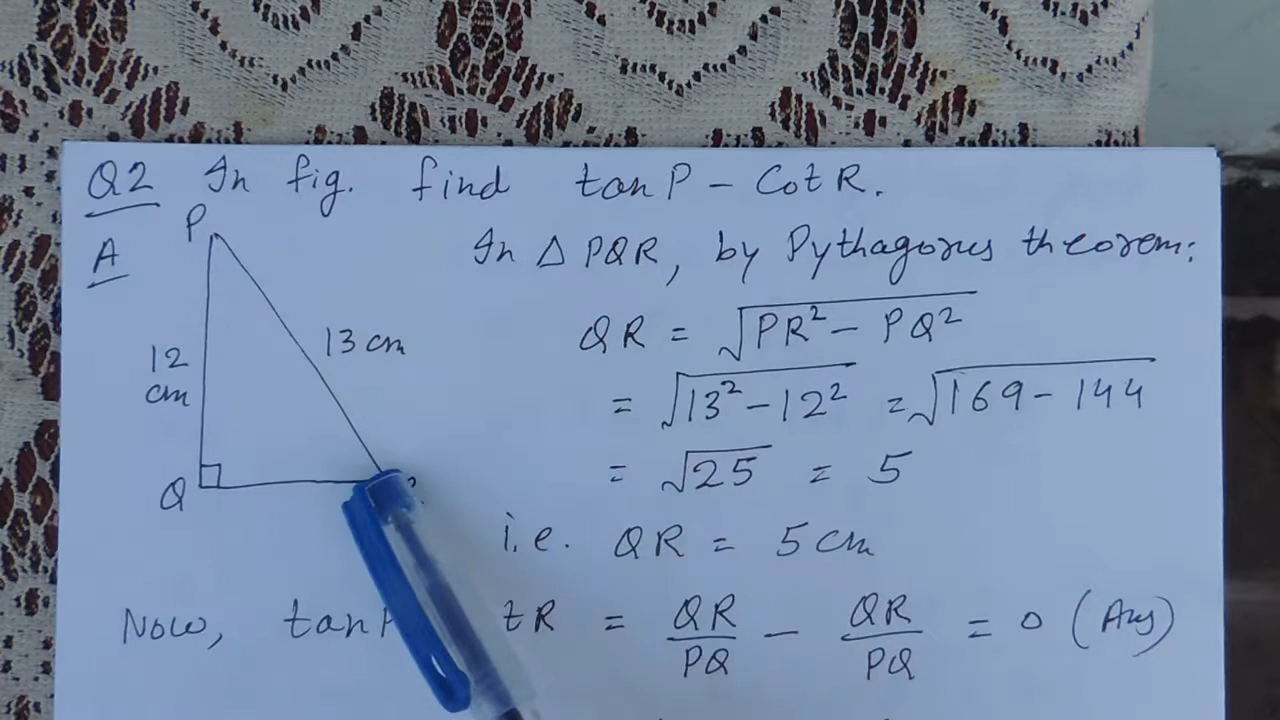 Q2 In fig. find tan P - Cot R.
A
P
In Δ PQR, by Pythagorus theorem:
QR = √(PR² - PQ²)
12 cm
13 cm
= √(13² - 12²) = √(169 - 144)
= √25 = 5
Q
i.e. QR = 5 cm
Now, tan P t R = QR/PQ - QR/PQ = 0 (Ans)